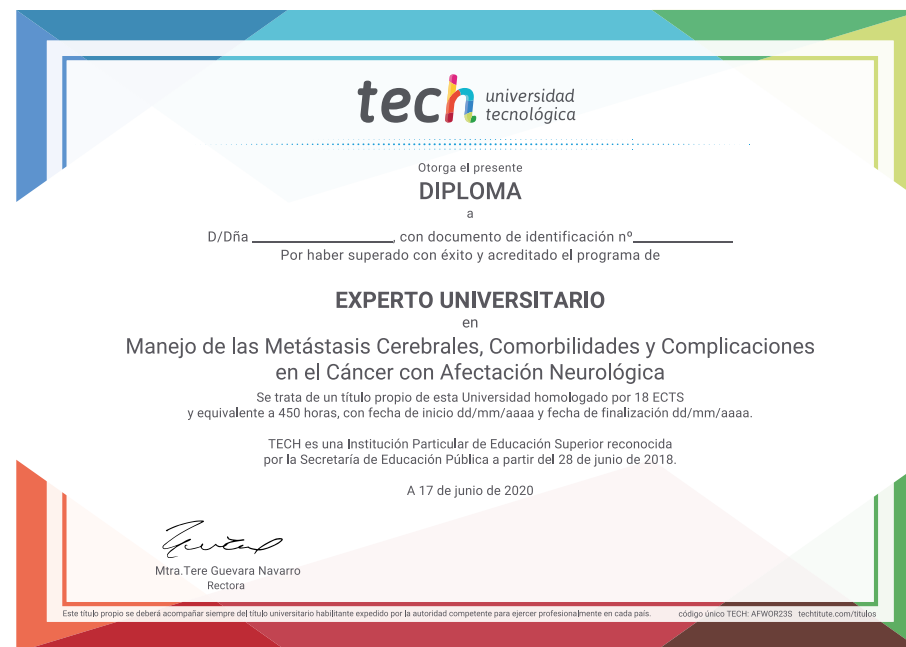 tech universidad
tecnológica
Otorga el presente
DIPLOMA
a
D/Dña ____________, con documento de identificación nº____________
Por haber superado con éxito y acreditado el programa de
EXPERTO UNIVERSITARIO
en
Manejo de las Metástasis Cerebrales, Comorbilidades y Complicaciones
en el Cáncer con Afectación Neurológica
Se trata de un título propio de esta Universidad homologado por 18 ECTS
y equivalente a 450 horas, con fecha de inicio dd/mm/aaaa y fecha de finalización dd/mm/aaaa.
TECH es una Institución Particular de Educación Superior reconocida
por la Secretaría de Educación Pública a partir del 28 de junio de 2018.
A 17 de junio de 2020
Mtra.Tere Guevara Navarro
Rectora
Este título propio se deberá acompañar siempre del título universitario habilitante expedido por la autoridad competente para ejercer profesionalmente en cada país. código único TECH: AFWOR23S techtitute.com/titulos